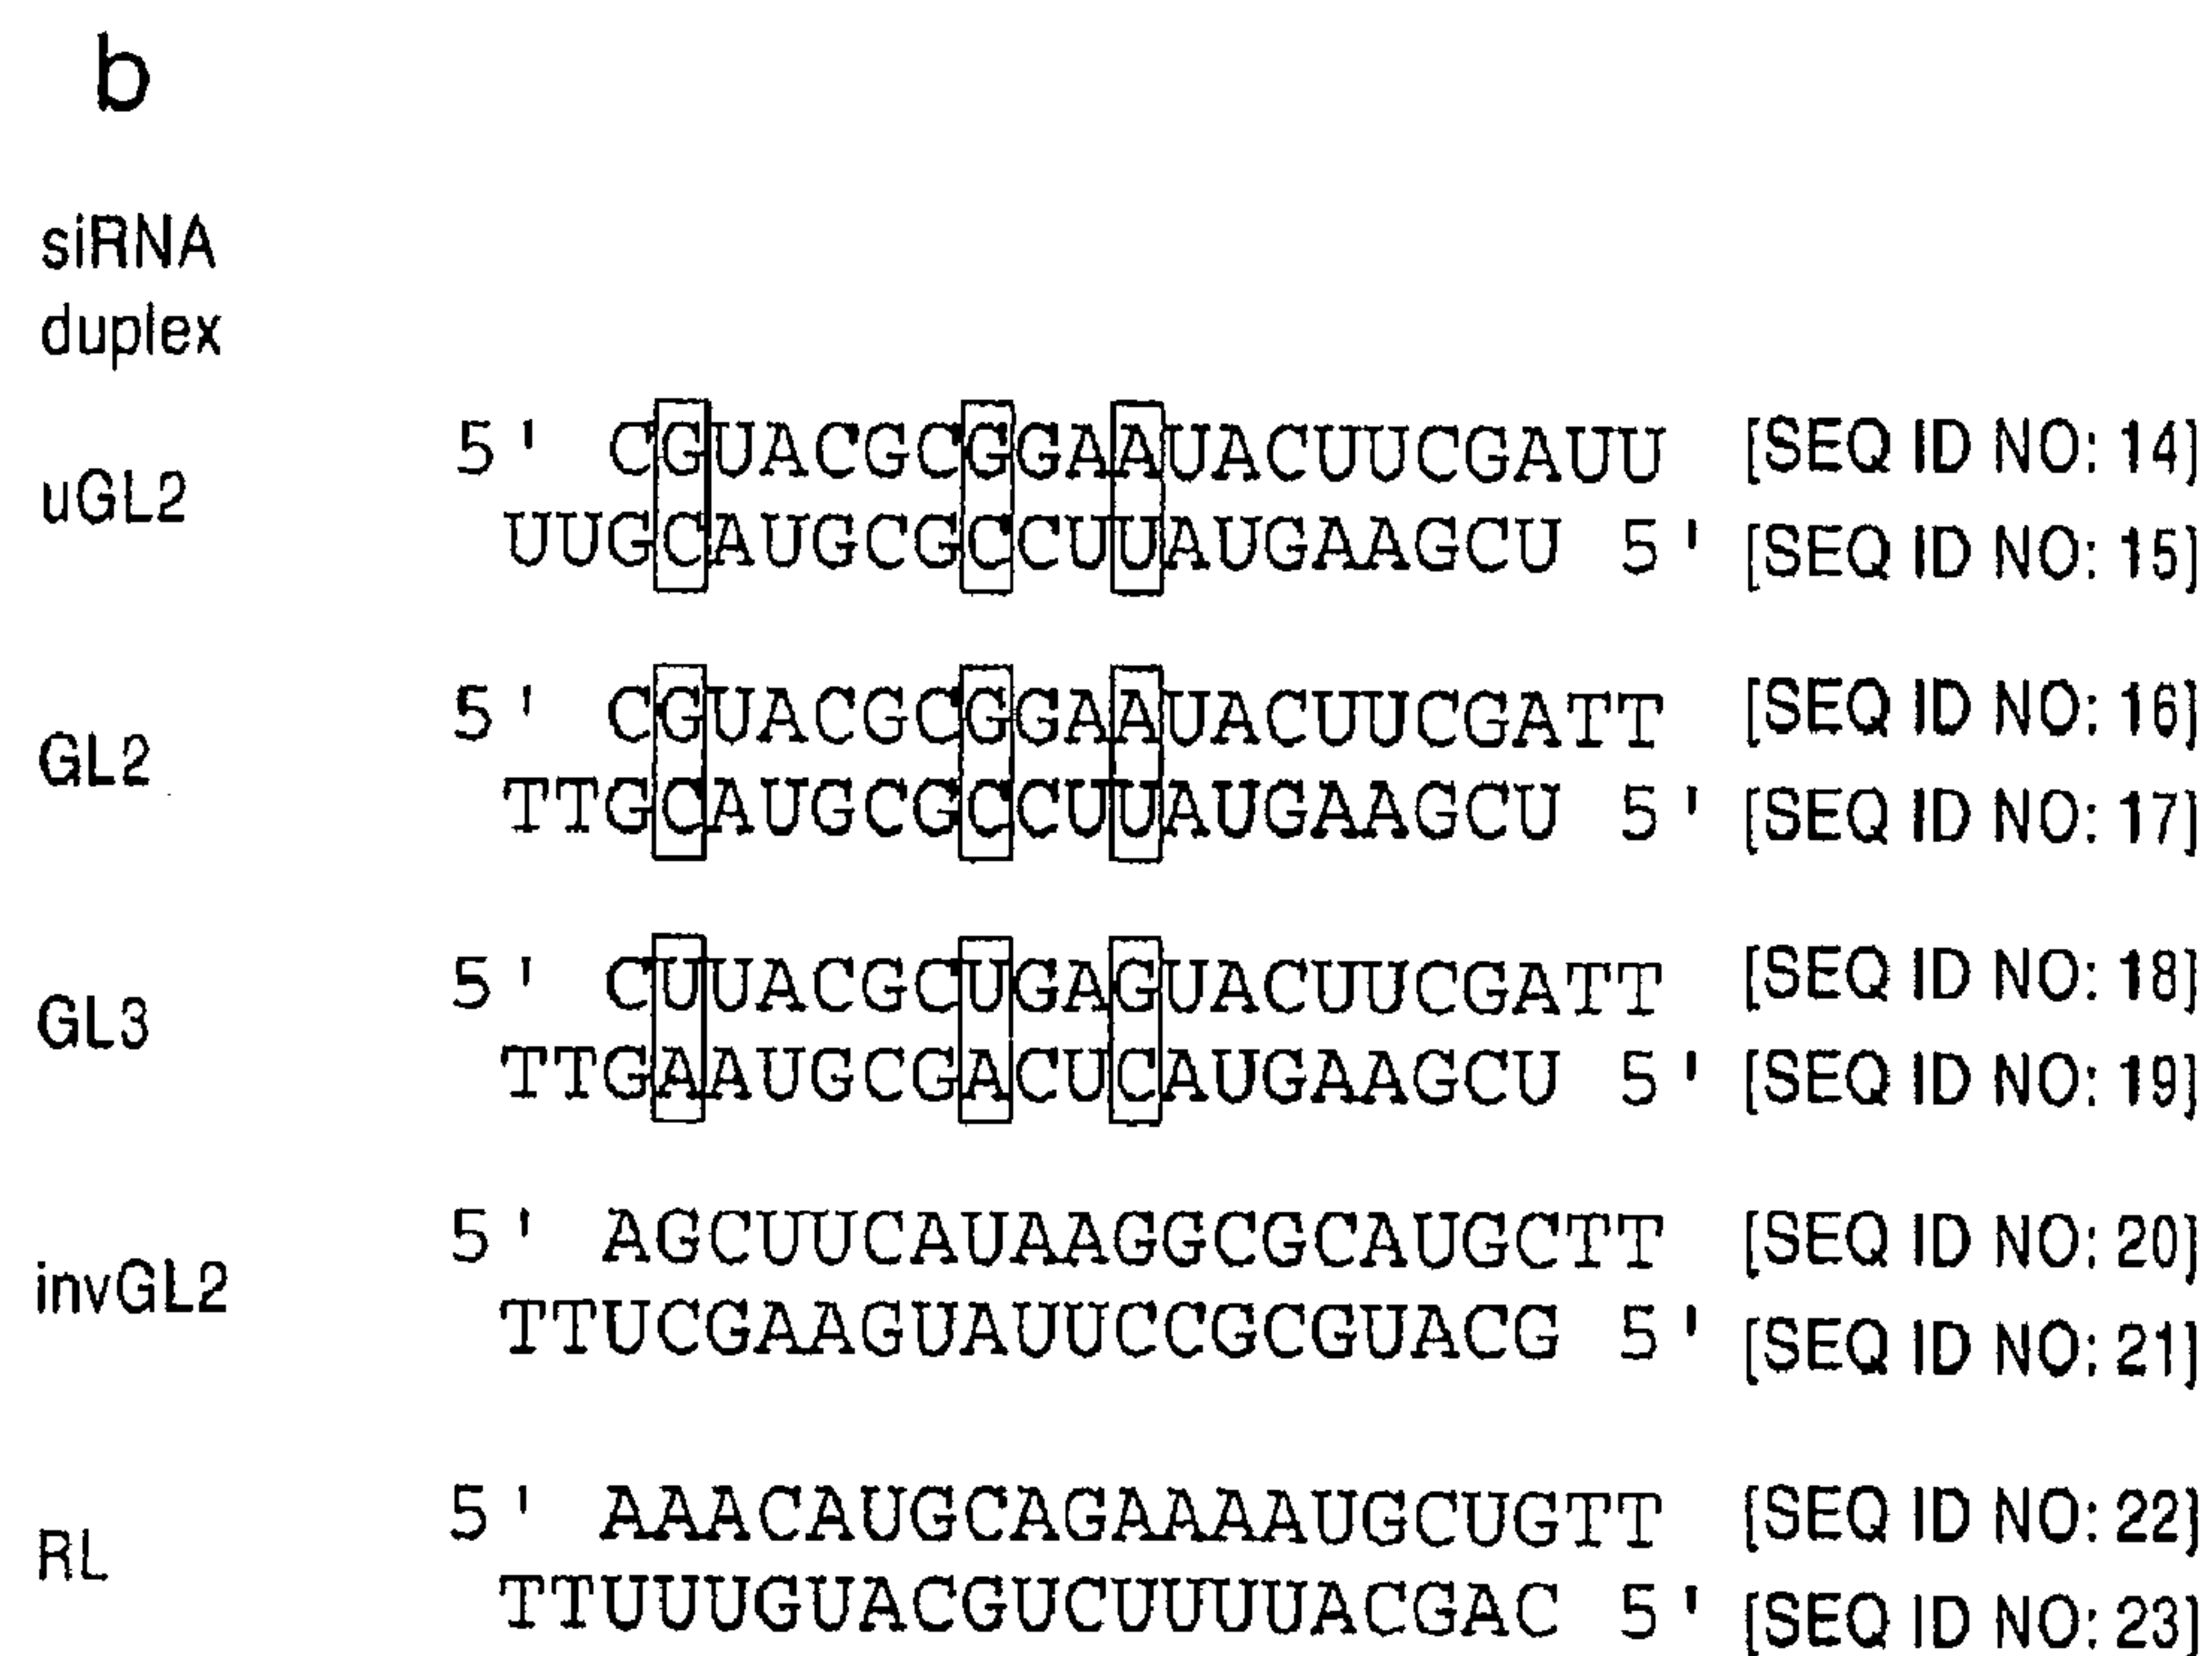 b
siRNA
duplex
5' CGUACGCGGAAUACUUCGAUU [SEQ ID NO: 14]
uGL2
UUGCAUGCGCCUUAUGAAGCU 5' [SEQ ID NO: 15]
5' CGUACGCGGAAUACUUCGATT [SEQ ID NO: 16]
GL2
TTGCAUGCGCCUUAUGAAGCU 5' [SEQ ID NO: 17]
5' CUUACGCUGAGUACUUCGATT [SEQ ID NO: 18]
GL3
TTGAAUGCGACUCAUGAAGCU 5' [SEQ ID NO: 19]
5' AGCUUCAUAAGGCGCAUGCTT [SEQ ID NO: 20]
invGL2
TTUCGAAGUAUUCCGCGUACG 5' [SEQ ID NO: 21]
5' AAACAUGCAGAAAAUGCUGTT [SEQ ID NO: 22]
RL
TTUUUGUACGUCUUUUACGAC 5' [SEQ ID NO: 23]